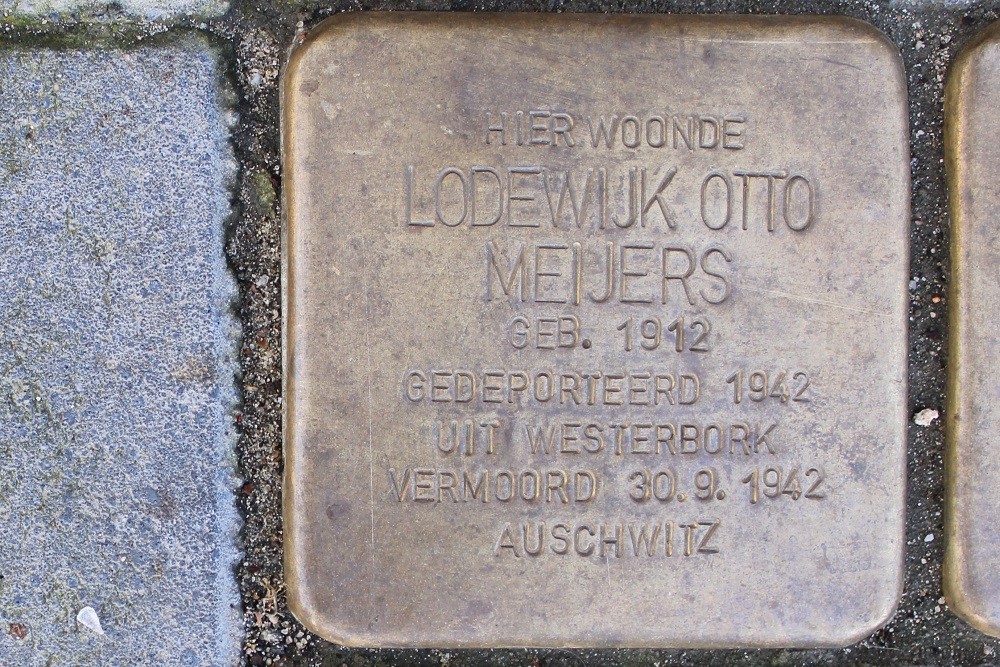 HIER WOONDE
LODEWIJK OTTO
MEIJERS
GEB. 1912
GEDEPORTEERD 1942
UIT WESTERBORK
VERMOORD 30.9.1942
AUSCHWITZ